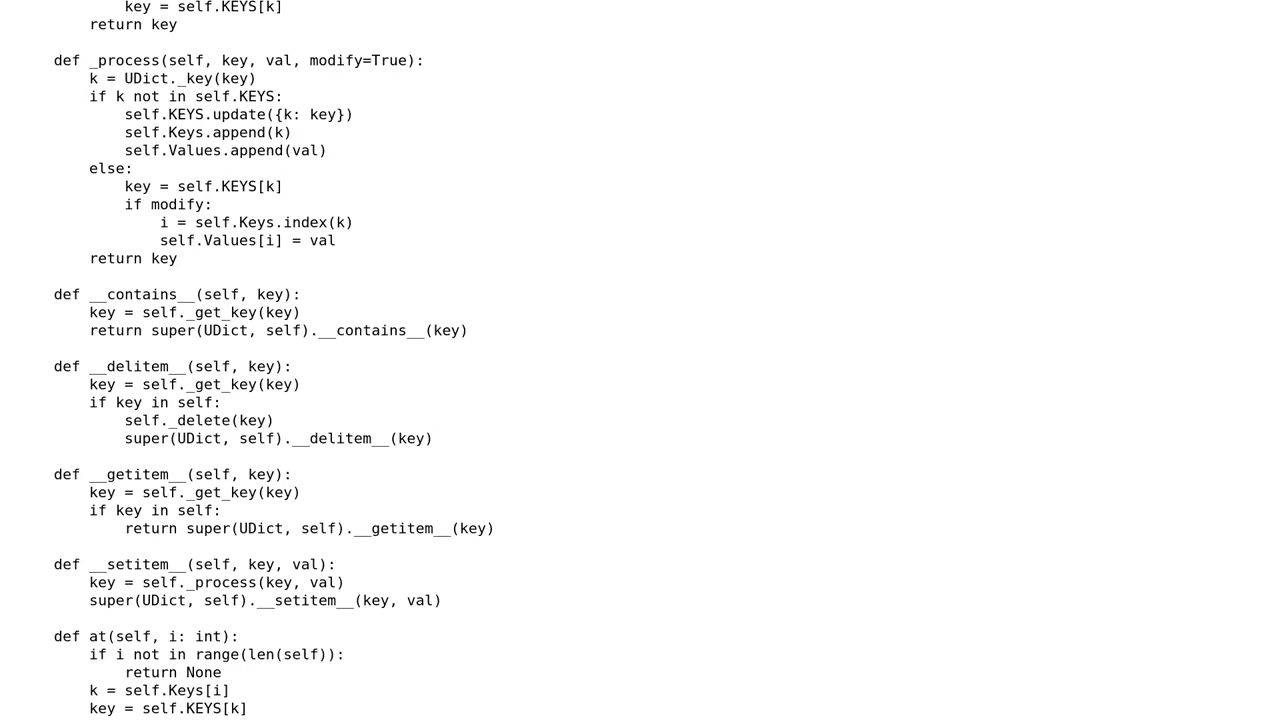 key = self.KEYS[k]
return key
def _process(self, key, val, modify=True):
k = UDict._key(key)
if k not in self.KEYS:
self.KEYS.update({k: key})
self.Keys.append(k)
self.Values.append(val)
else:
key = self.KEYS[k]
if modify:
i = self.Keys.index(k)
self.Values[i] = val
return key
def __contains__(self, key):
key = self._get_key(key)
return super(UDict, self).__contains__(key)
def __delitem__(self, key):
key = self._get_key(key)
if key in self:
self._delete(key)
super(UDict, self).__delitem__(key)
def __getitem__(self, key):
key = self._get_key(key)
if key in self:
return super(UDict, self).__getitem__(key)
def __setitem__(self, key, val):
key = self._process(key, val)
super(UDict, self).__setitem__(key, val)
def at(self, i: int):
if i not in range(len(self)):
return None
k = self.Keys[i]
key = self.KEYS[k]